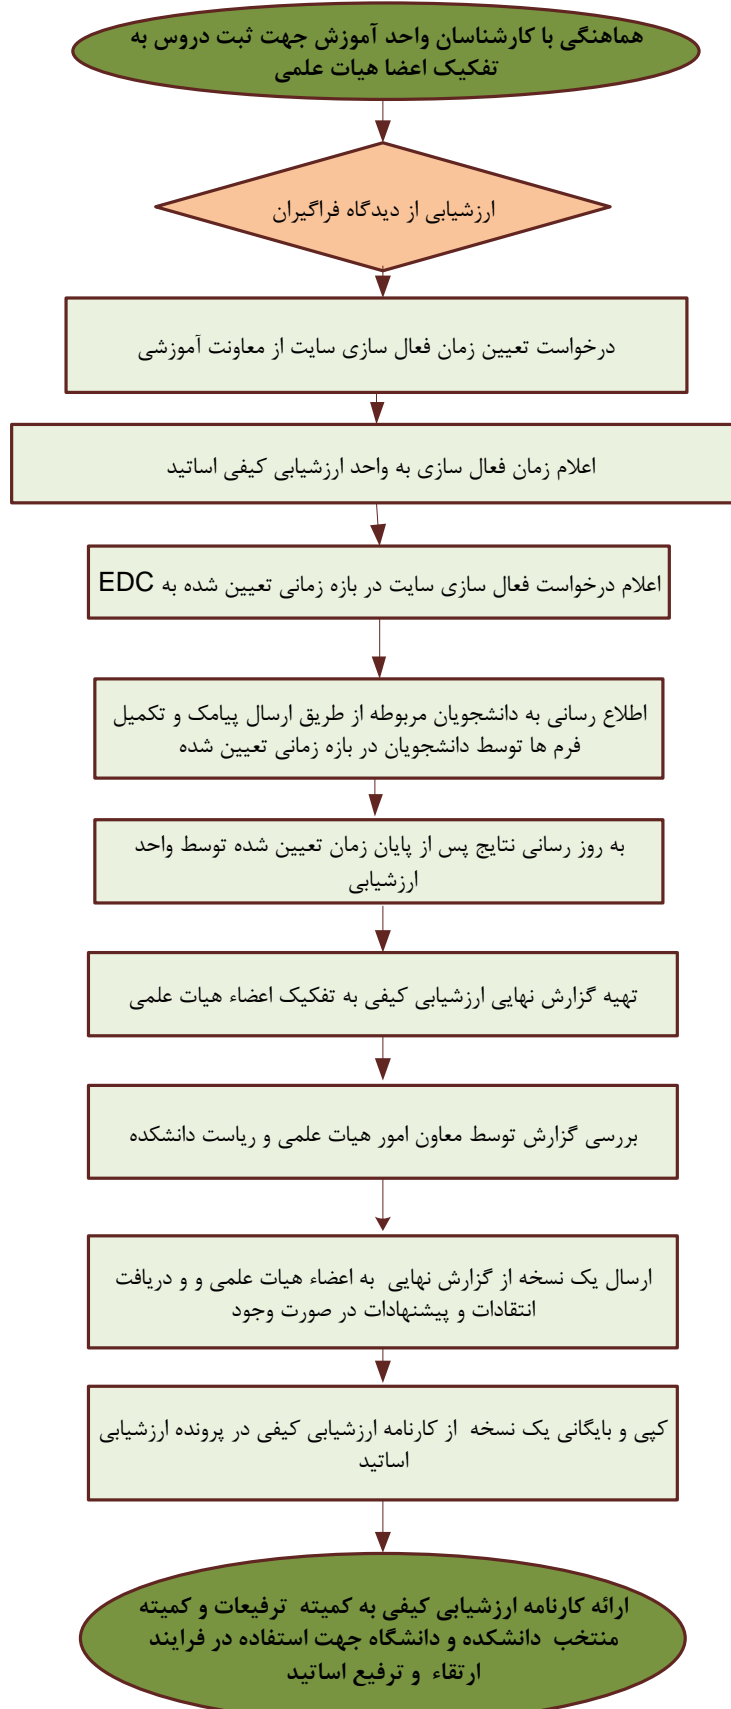 هماهنگی با کارشناسان واحد آموزش جهت ثبت دروس به
تفکیک اعضا هیات علمی
ارزشیابی از دیدگاه فراگیران
درخواست تعیین زمان فعال سازی سایت از معاونت آموزشی
اعلام زمان فعال سازی به واحد ارزشیابی کیفی اساتید
اعلام درخواست فعال سازی سایت در بازه زمانی تعیین شده به EDC
اطلاع رسانی به دانشجویان مربوطه از طریق ارسال پیامک و تکمیل
فرم ها توسط دانشجویان در بازه زمانی تعیین شده
به روز رسانی نتایج پس از پایان زمان تعیین شده توسط واحد
ارزشیابی
تهیه گزارش نهایی ارزشیابی کیفی به تفکیک اعضاء هیات علمی
بررسی گزارش توسط معاون امور هیات علمی و ریاست دانشکده
ارسال یک نسخه از گزارش نهایی به اعضاء هیات علمی و و دریافت
انتقادات و پیشنهادات در صورت وجود
کپی و بایگانی یک نسخه از کارنامه ارزشیابی کیفی در پرونده ارزشیابی
اساتید
ارائه کارنامه ارزشیابی کیفی به کمیته ترفیعات و کمیته
منتخب دانشکده و دانشگاه جهت استفاده در فرایند
ارتقاء و ترفیع اساتید